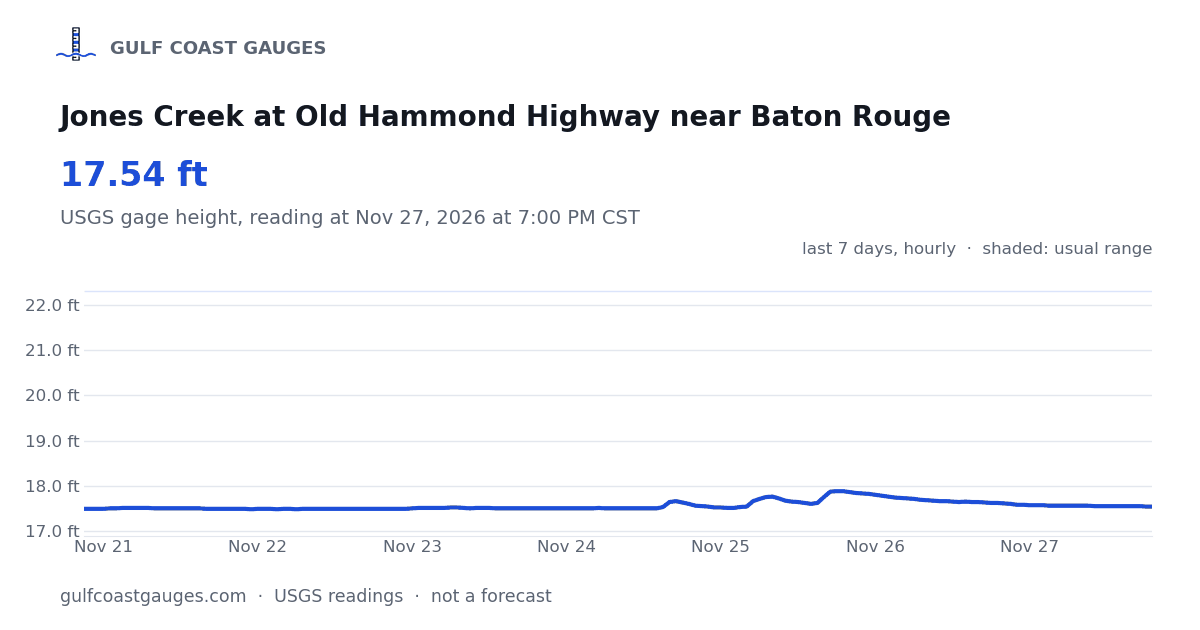 GULF COAST GAUGES
Jones Creek at Old Hammond Highway near Baton Rouge
17.54 ft
USGS gage height, reading at Nov 27, 2026 at 7:00 PM CST
last 7 days, hourly · shaded: usual range
22.0 ft
21.0 ft
20.0 ft
19.0 ft
18.0 ft
17.0 ft
Nov 21 Nov 22 Nov 23 Nov 24 Nov 25 Nov 26 Nov 27
gulfcoastgauges.com · USGS readings · not a forecast